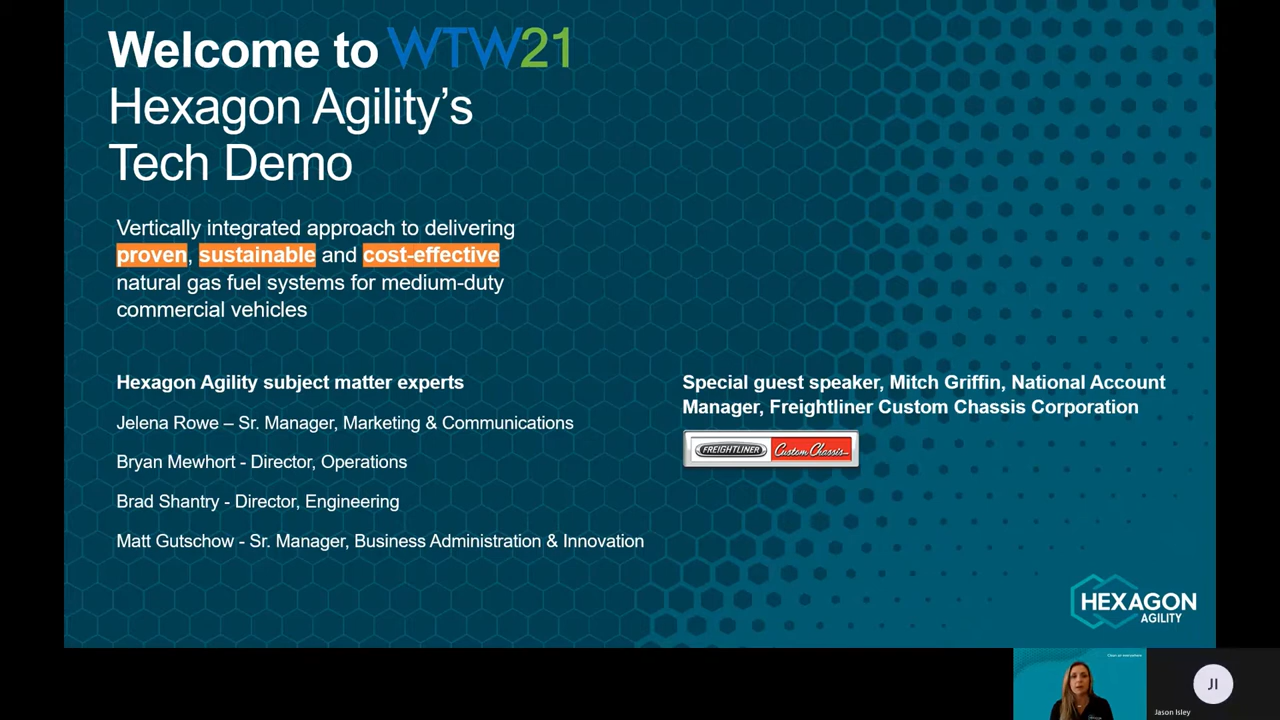 Welcome to WTW21
Hexagon Agility's
Tech Demo
Vertically integrated approach to delivering
proven, sustainable and cost-effective
natural gas fuel systems for medium-duty
commercial vehicles
Hexagon Agility subject matter experts
Jelena Rowe – Sr. Manager, Marketing & Communications
Bryan Mewhort - Director, Operations
Brad Shantry - Director, Engineering
Matt Gutschow - Sr. Manager, Business Administration & Innovation
Special guest speaker, Mitch Griffin, National Account
Manager, Freightliner Custom Chassis Corporation
FREIGHTLINER Custom Chassis
HEXAGON
AGILITY
Clean air everywhere
JI
Jason Isley